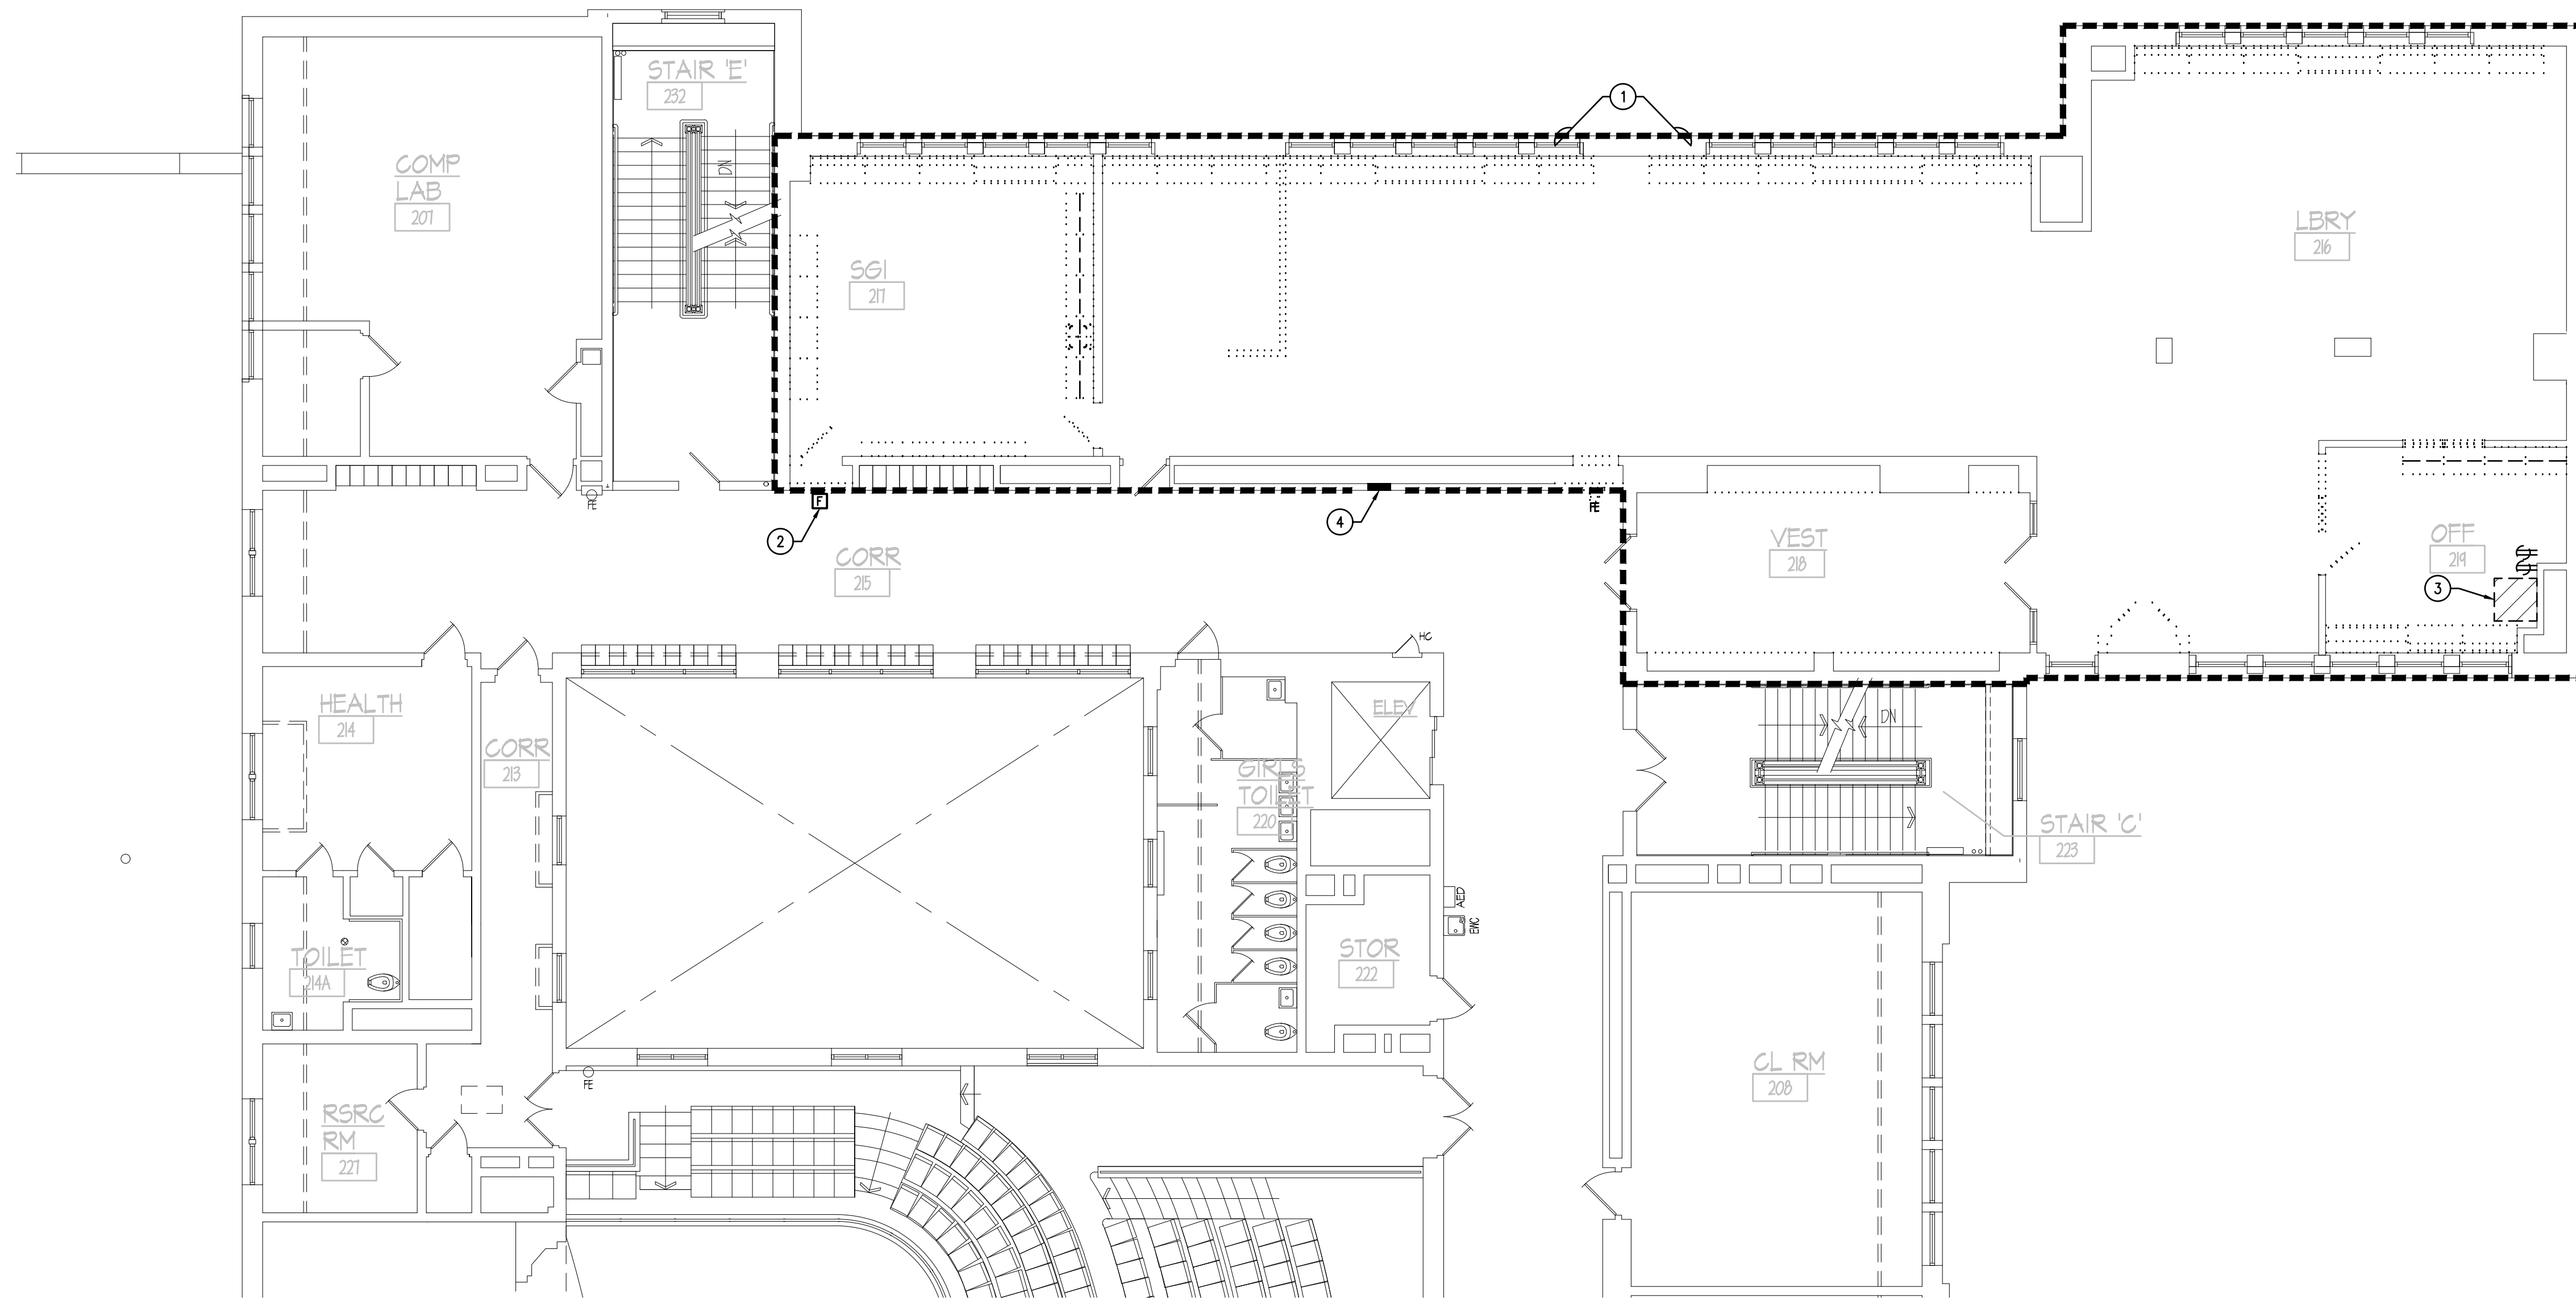 STAIR 'E'
232
1
COMP
LAB
207
DN
LBRY
216
SGI
217
F
FE
FE
2
4
CORR
215
VEST
218
OFF
219
3
HC
HEALTH
214
CORR
213
ELEV
DN
GIRLS
TOILET
220
STAIR 'C'
223
AED
EWC
TOILET
214A
STOR
222
FE
CL RM
208
RSRC
RM
227